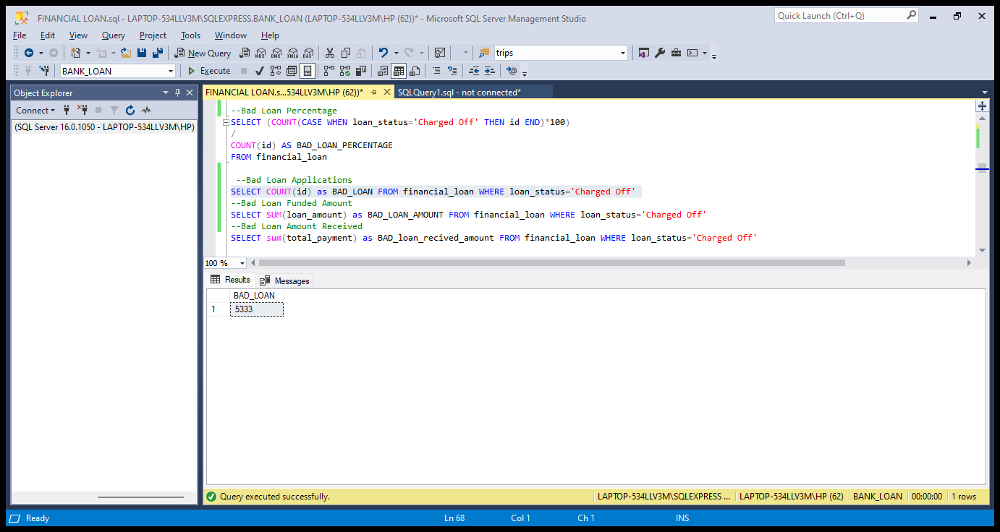 FINANCIAL LOAN.sql - LAPTOP-534LLV3M\SQLEXPRESS.BANK_LOAN (LAPTOP-534LLV3M\HP (62))* - Microsoft SQL Server Management Studio
Quick Launch (Ctrl+Q)
File Edit View Query Project Tools Window Help
New Query MDX DMX XMLA DAX trips
BANK_LOAN Execute
Object Explorer
FINANCIAL LOAN.s...534LLV3M\HP (62))* SQLQuery1.sql - not connected*
Connect
(SQL Server 16.0.1050 - LAPTOP-534LLV3M\HP)
--Bad Loan Percentage
SELECT (COUNT(CASE WHEN loan_status='Charged Off' THEN id END)*100)
/
COUNT(id) AS BAD_LOAN_PERCENTAGE
FROM financial_loan
--Bad Loan Applications
SELECT COUNT(id) as BAD_LOAN FROM financial_loan WHERE loan_status='Charged Off'
--Bad Loan Funded Amount
SELECT SUM(loan_amount) as BAD_LOAN_AMOUNT FROM financial_loan WHERE loan_status='Charged Off'
--Bad Loan Amount Received
SELECT sum(total_payment) as BAD_loan_recived_amount FROM financial_loan WHERE loan_status='Charged Off'
100 %
Results Messages
BAD_LOAN
1 5333
Query executed successfully. LAPTOP-534LLV3M\SQLEXPRESS ... LAPTOP-534LLV3M\HP (62) BANK_LOAN 00:00:00 1 rows
Ready Ln 68 Col 1 Ch 1 INS